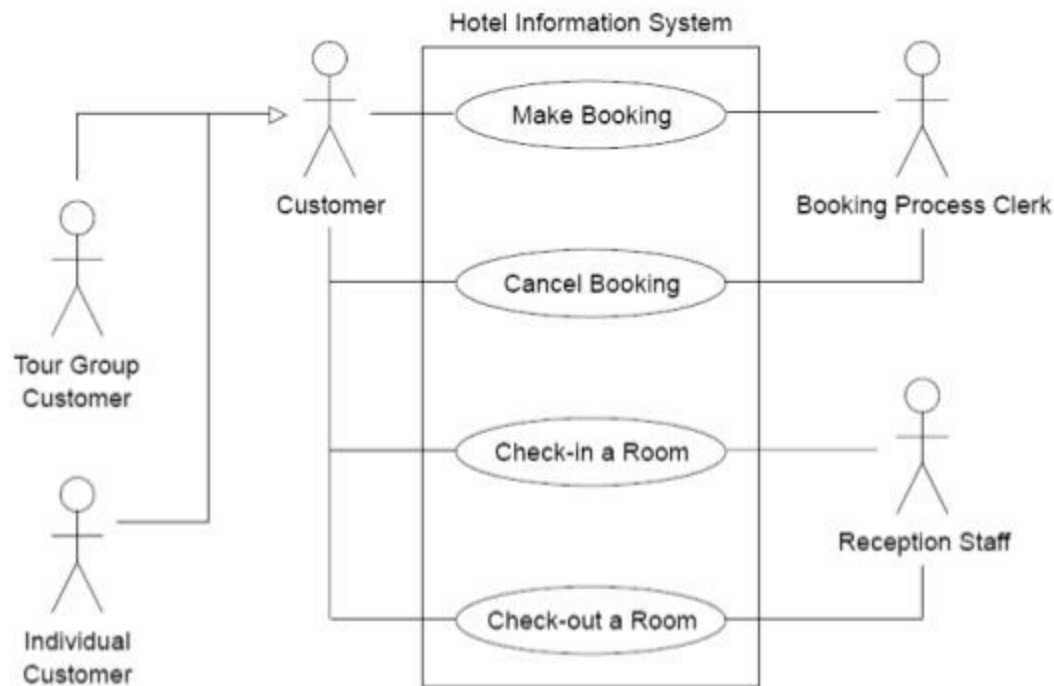 Hotel Information System
Make Booking
Customer
Booking Process Clerk
Cancel Booking
Tour Group
Customer
Check-in a Room
Reception Staff
Check-out a Room
Individual
Customer